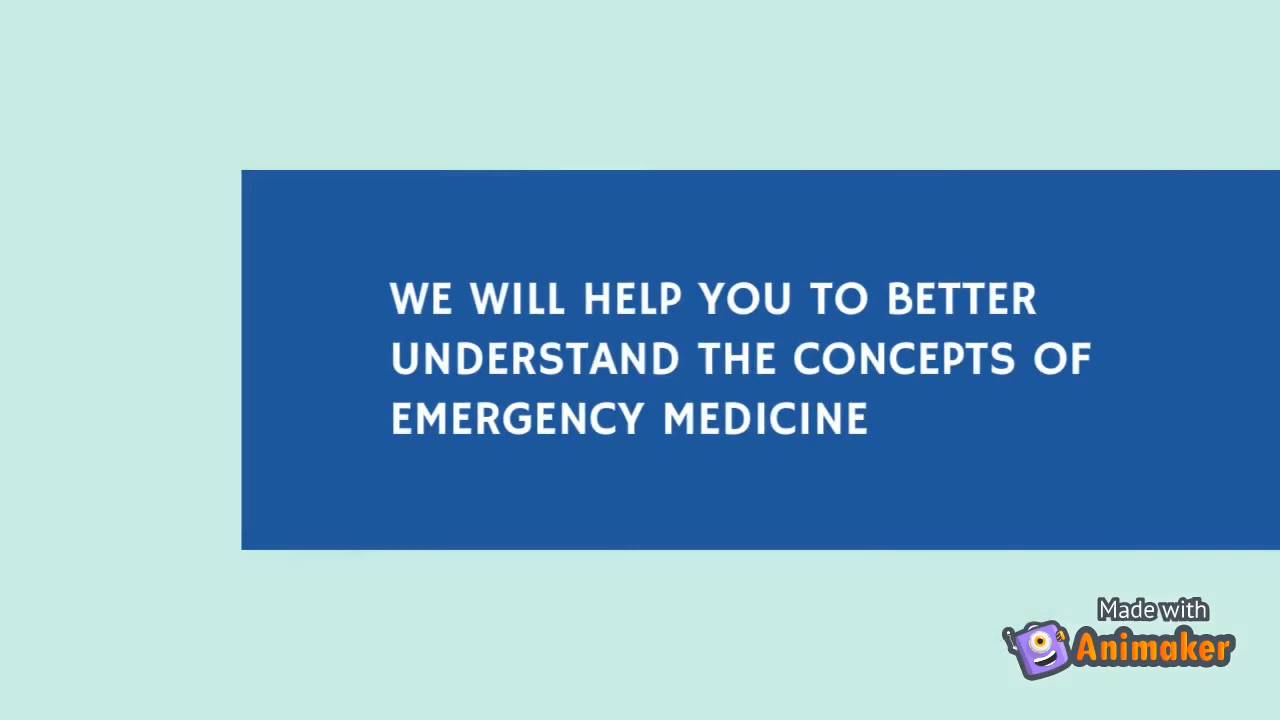 WE WILL HELP YOU TO BETTER
UNDERSTAND THE CONCEPTS OF
EMERGENCY MEDICINE
Made with
Animaker